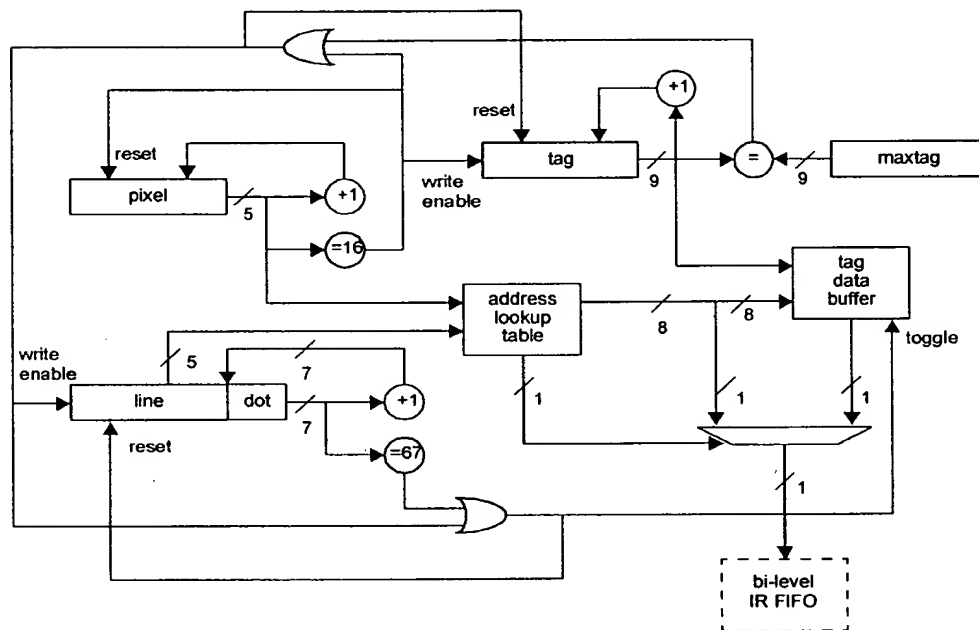 reset
+1
reset
tag
9
=
9
maxtag
write
enable
pixel
5
+1
=16
tag
data
buffer
address
lookup
table
8
8
toggle
write
enable
5
7
1
1
1
line
dot
7
+1
reset
=67
1
bi-level
IR FIFO